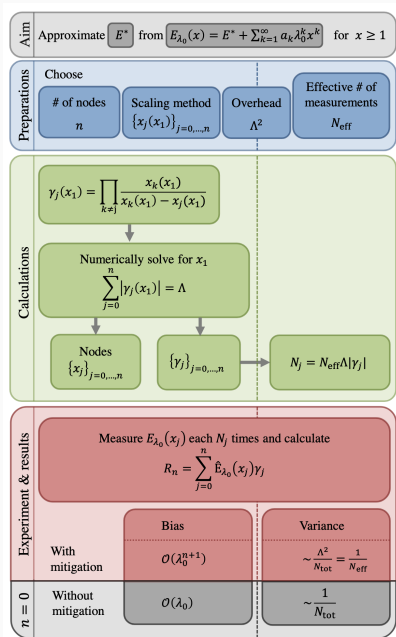 Aim
Approximate E* from E_{λ_0}(x) = E* + ∑_{k=1}^{∞} a_k λ_0^k x^k for x ≥ 1
Preparations
Choose
# of nodes
n
Scaling method
{x_j(x_1)}_{j=0,…,n}
Overhead
Λ^2
Effective # of
measurements
N_eff
Calculations
γ_j(x_1) = ∏_{k≠j} x_k(x_1) / (x_k(x_1) − x_j(x_1))
Numerically solve for x_1
∑_{j=0}^{n} |γ_j(x_1)| = Λ
Nodes
{x_j}_{j=0,…,n}
{γ_j}_{j=0,…,n}
N_j = N_eff Λ|γ_j|
Experiment & results
Measure E_{λ_0}(x_j) each N_j times and calculate
R_n = ∑_{j=0}^{n} Ê_{λ_0}(x_j)γ_j
Bias
Variance
With
mitigation
𝒪(λ_0^{n+1})
~ Λ^2 / N_tot = 1 / N_eff
n = 0
Without
mitigation
𝒪(λ_0)
~ 1 / N_tot